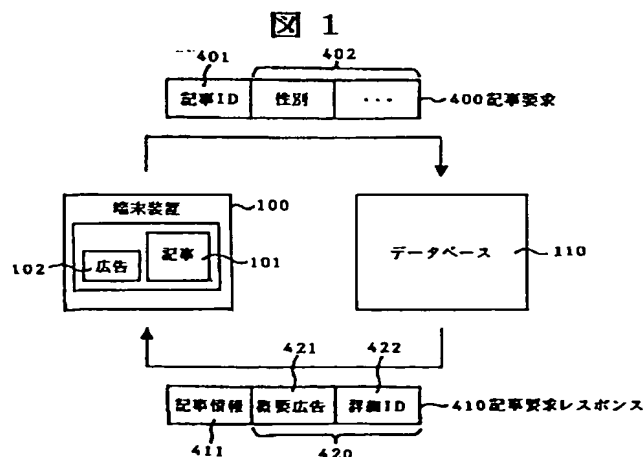 図 1
401
402
記事ID
性別
・・・
400記事要求
端末装置
100
102
広告
記事
101
データベース
110
421
422
記事情報
概要広告
詳細ID
410記事要求レスポンス
411
420